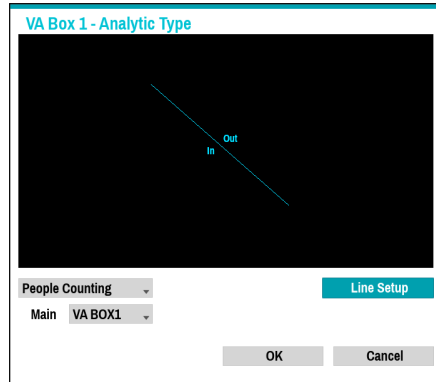 VA Box 1 - Analytic Type
Out
In
People Counting
Line Setup
Main VA BOX1
OK Cancel